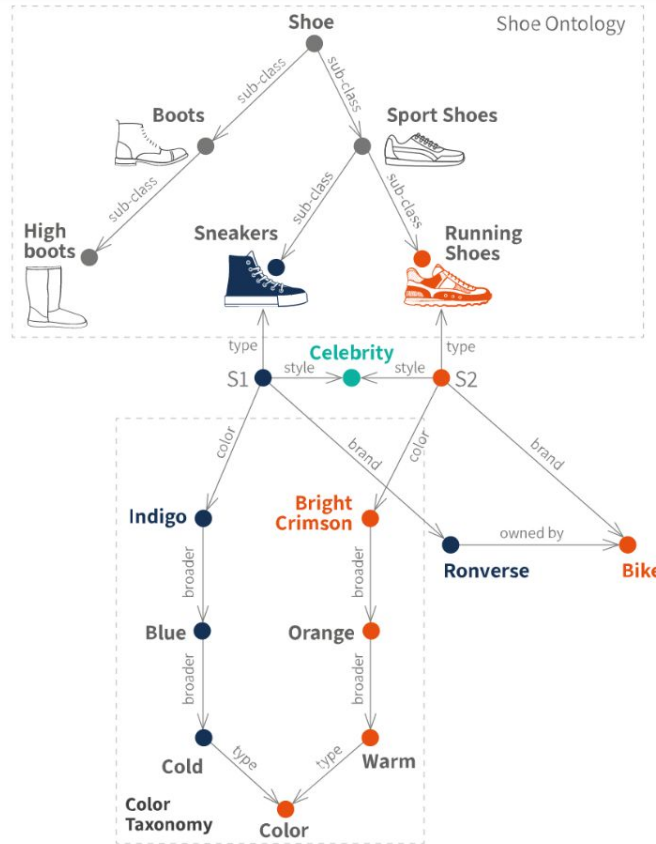 Shoe
Shoe Ontology
sub-class
sub-class
Boots
Sport Shoes
sub-class
sub-class
sub-class
High
boots
Sneakers
Running
Shoes
type
type
Celebrity
S1
style
style
S2
color
brand
color
brand
Indigo
Bright
Crimson
owned by
Ronverse
Bike
broader
broader
Blue
Orange
broader
broader
Cold
type
type
Warm
Color
Taxonomy
Color